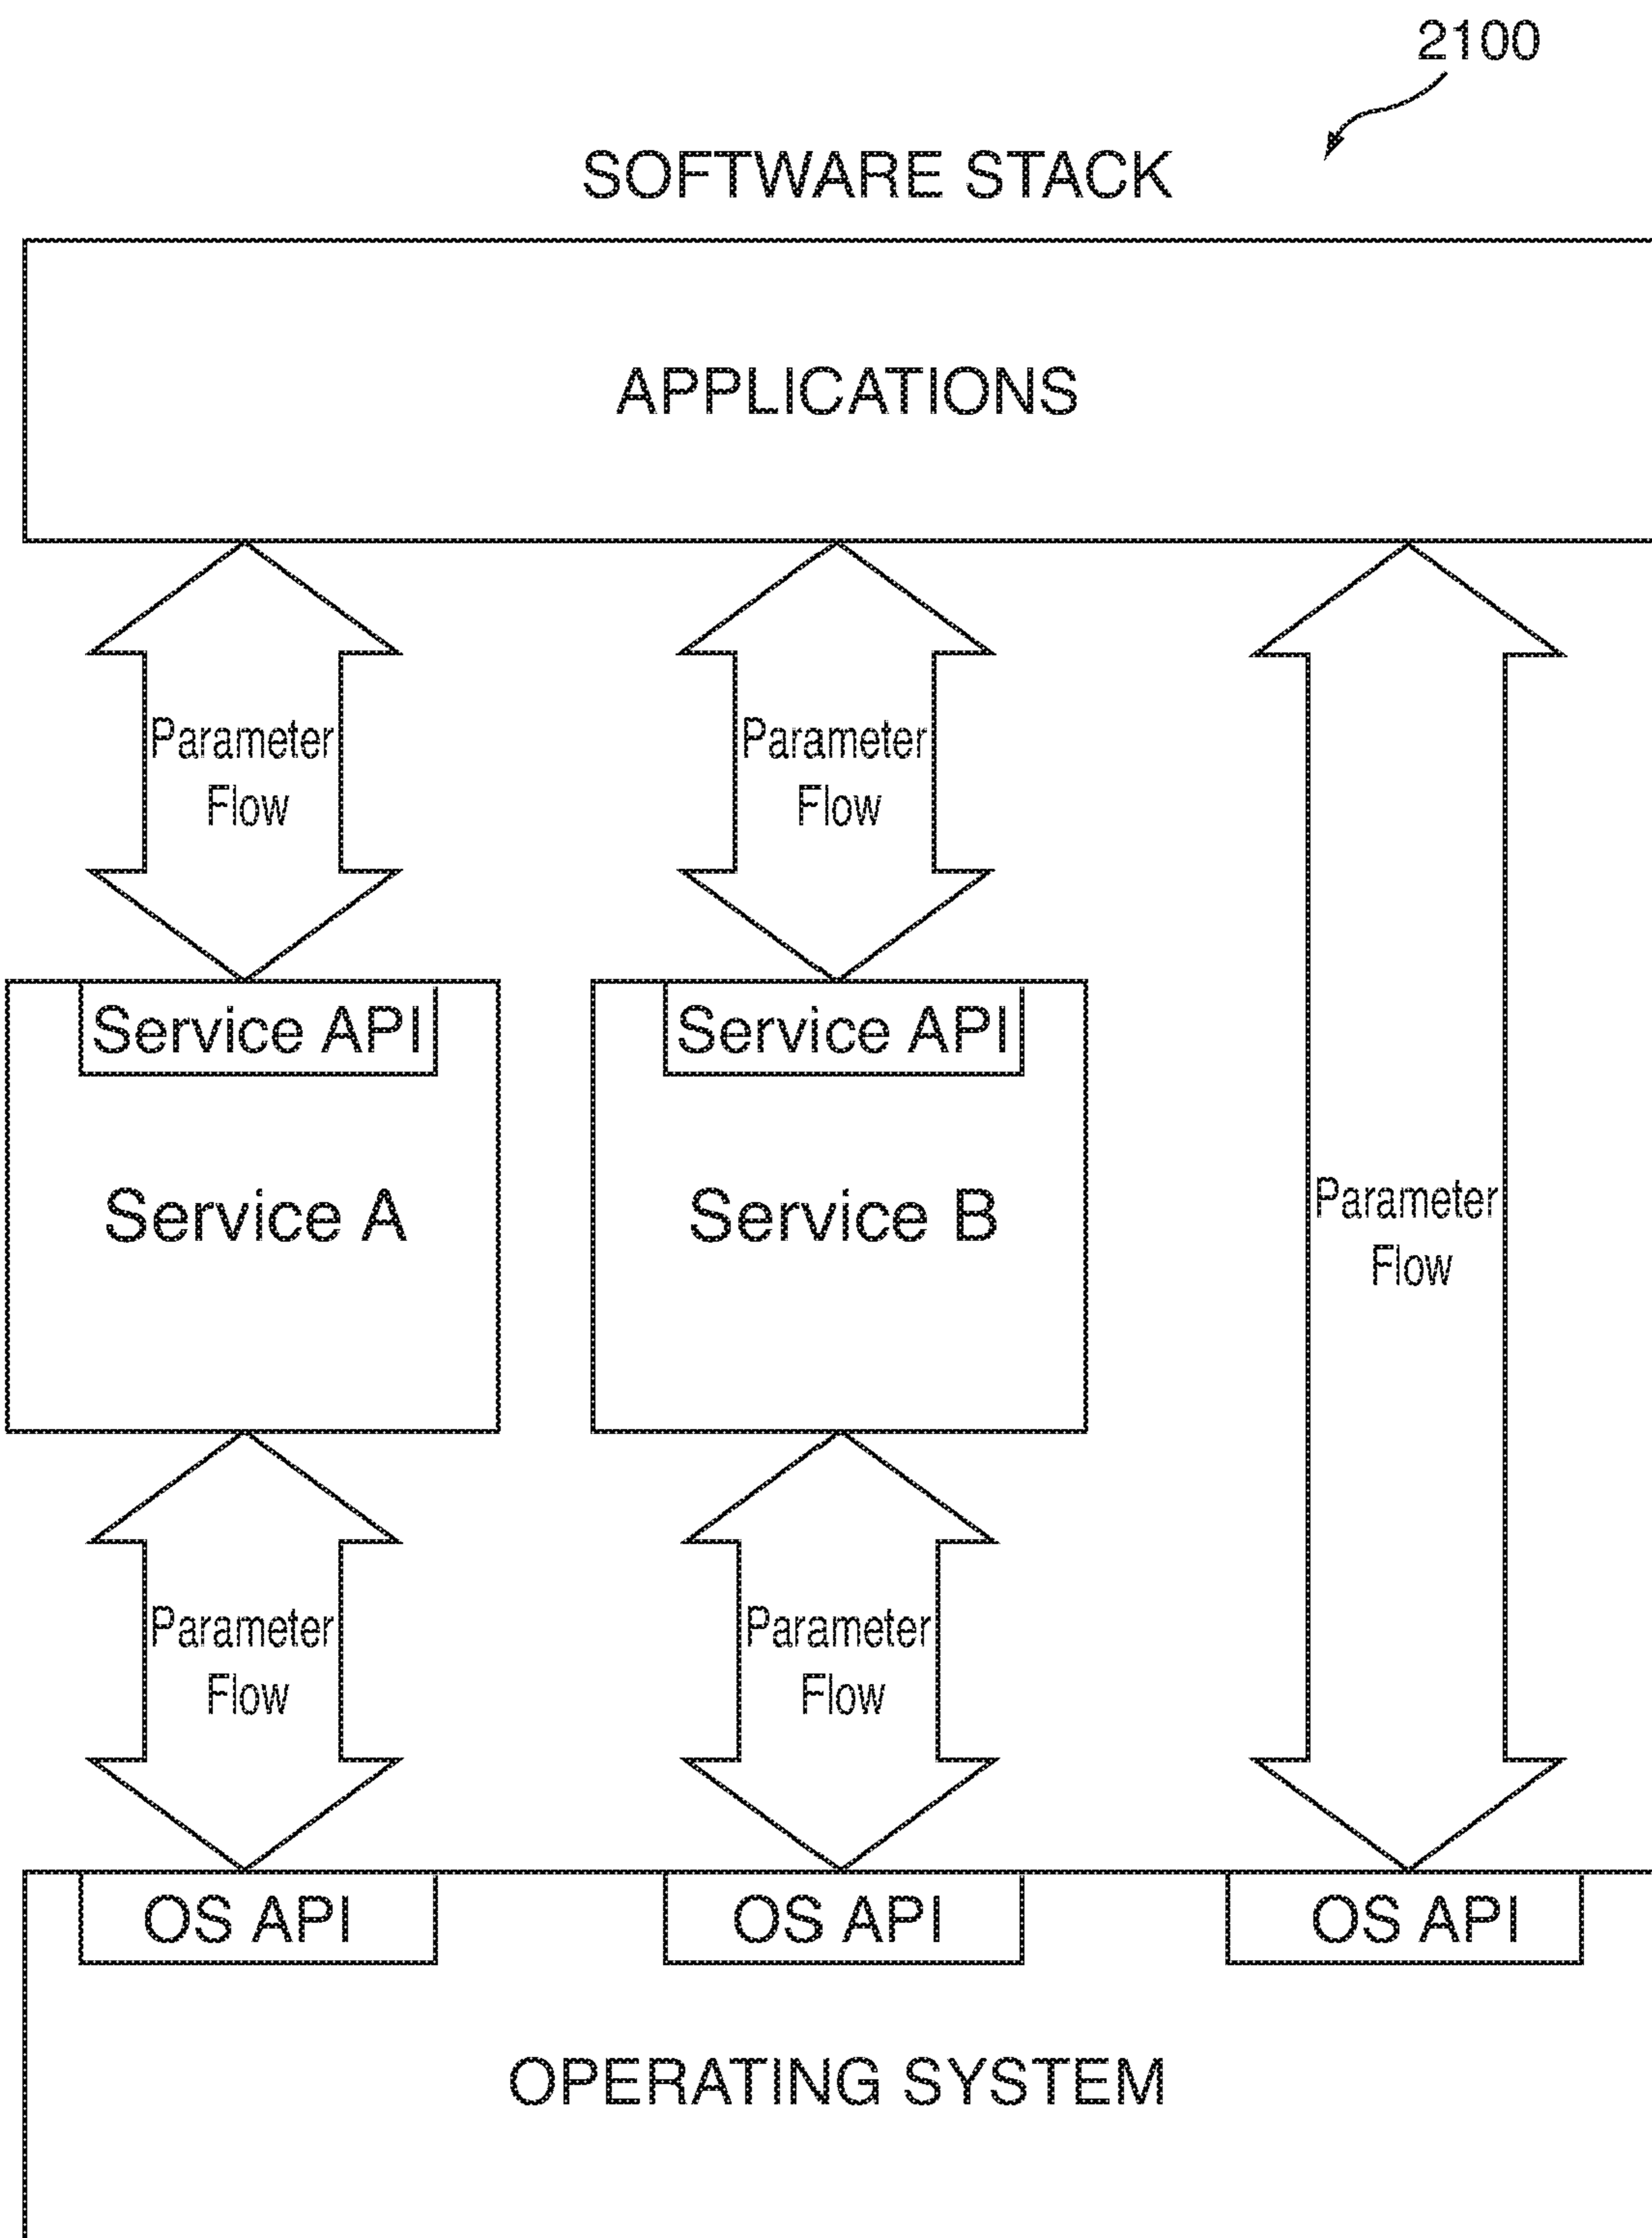 2100
SOFTWARE STACK
APPLICATIONS
Parameter
Flow
Parameter
Flow
Service API
Service API
Service A
Service B
Parameter
Flow
Parameter
Flow
Parameter
Flow
OS API
OS API
OS API
OPERATING SYSTEM